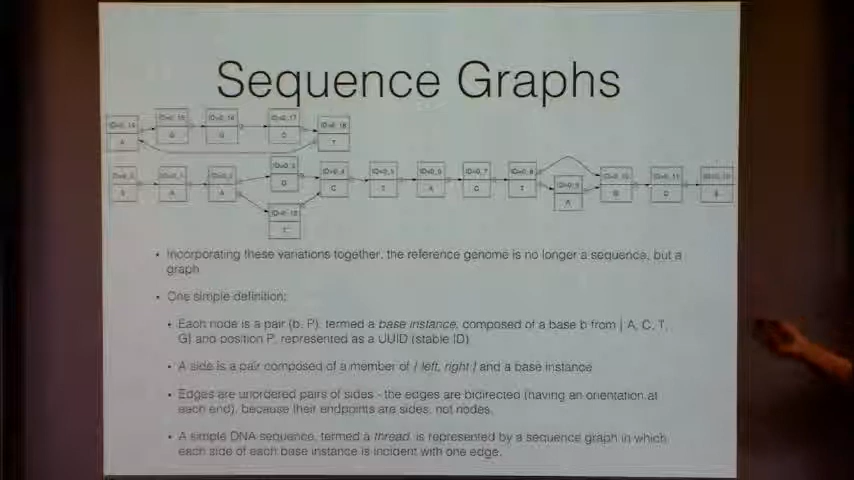 Sequence Graphs
• Incorporating these variations together, the reference genome is no longer a sequence, but a
graph
• One simple definition:
• Each node is a pair (b, P), termed a base instance, composed of a base b from { A, C, T,
G} and position P, represented as a UUID (stable ID)
• A side is a pair composed of a member of { left, right } and a base instance
• Edges are unordered pairs of sides - the edges are bidirected (having an orientation at
each end), because their endpoints are sides, not nodes.
• A simple DNA sequence, termed a thread, is represented by a sequence graph in which
each side of each base instance is incident with one edge.